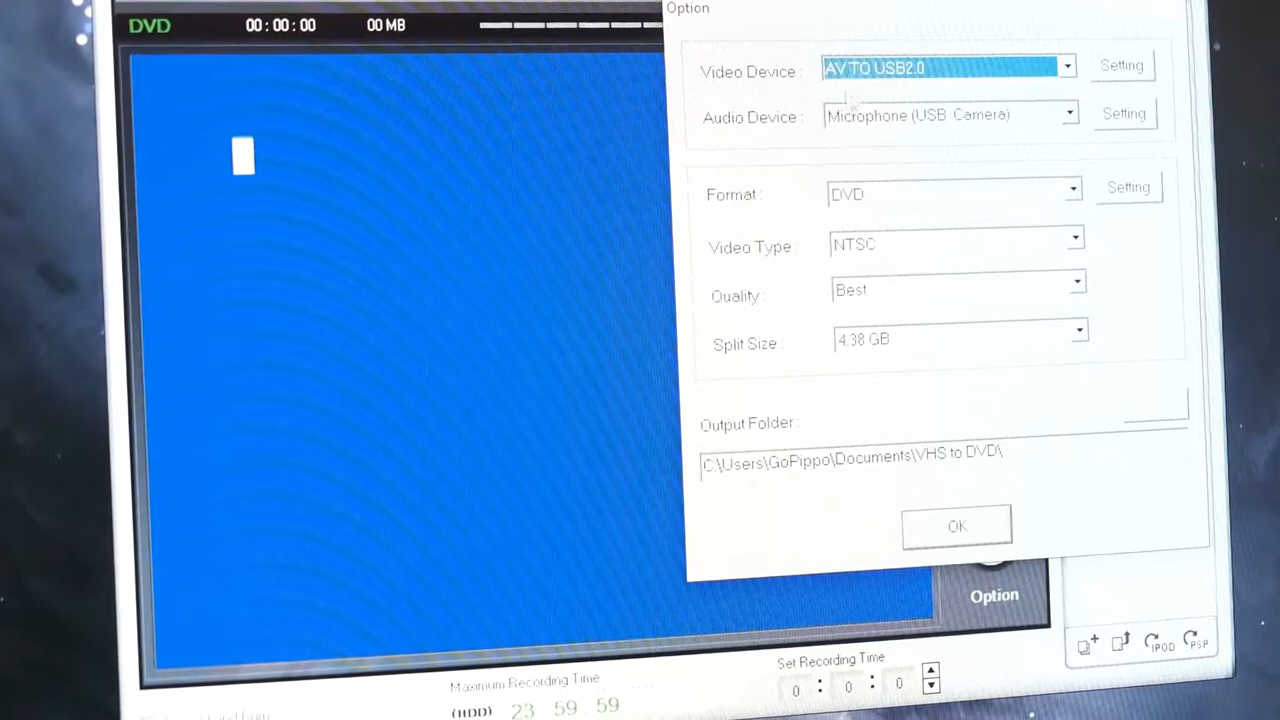 DVD 00:00:00 00 MB
Option
Video Device: AV TO USB2.0 Setting
Audio Device: Microphone (USB Camera) Setting
Format: DVD Setting
Video Type: NTSC
Quality: Best
Split Size: 4.38 GB
Output Folder:
C:\Users\GoPippo\Documents\VHS to DVD\
OK
Option
IPOD PSP
Set Recording Time
0 : 0 : 0
Maximum Recording Time
(HDD) 23 59 : 59